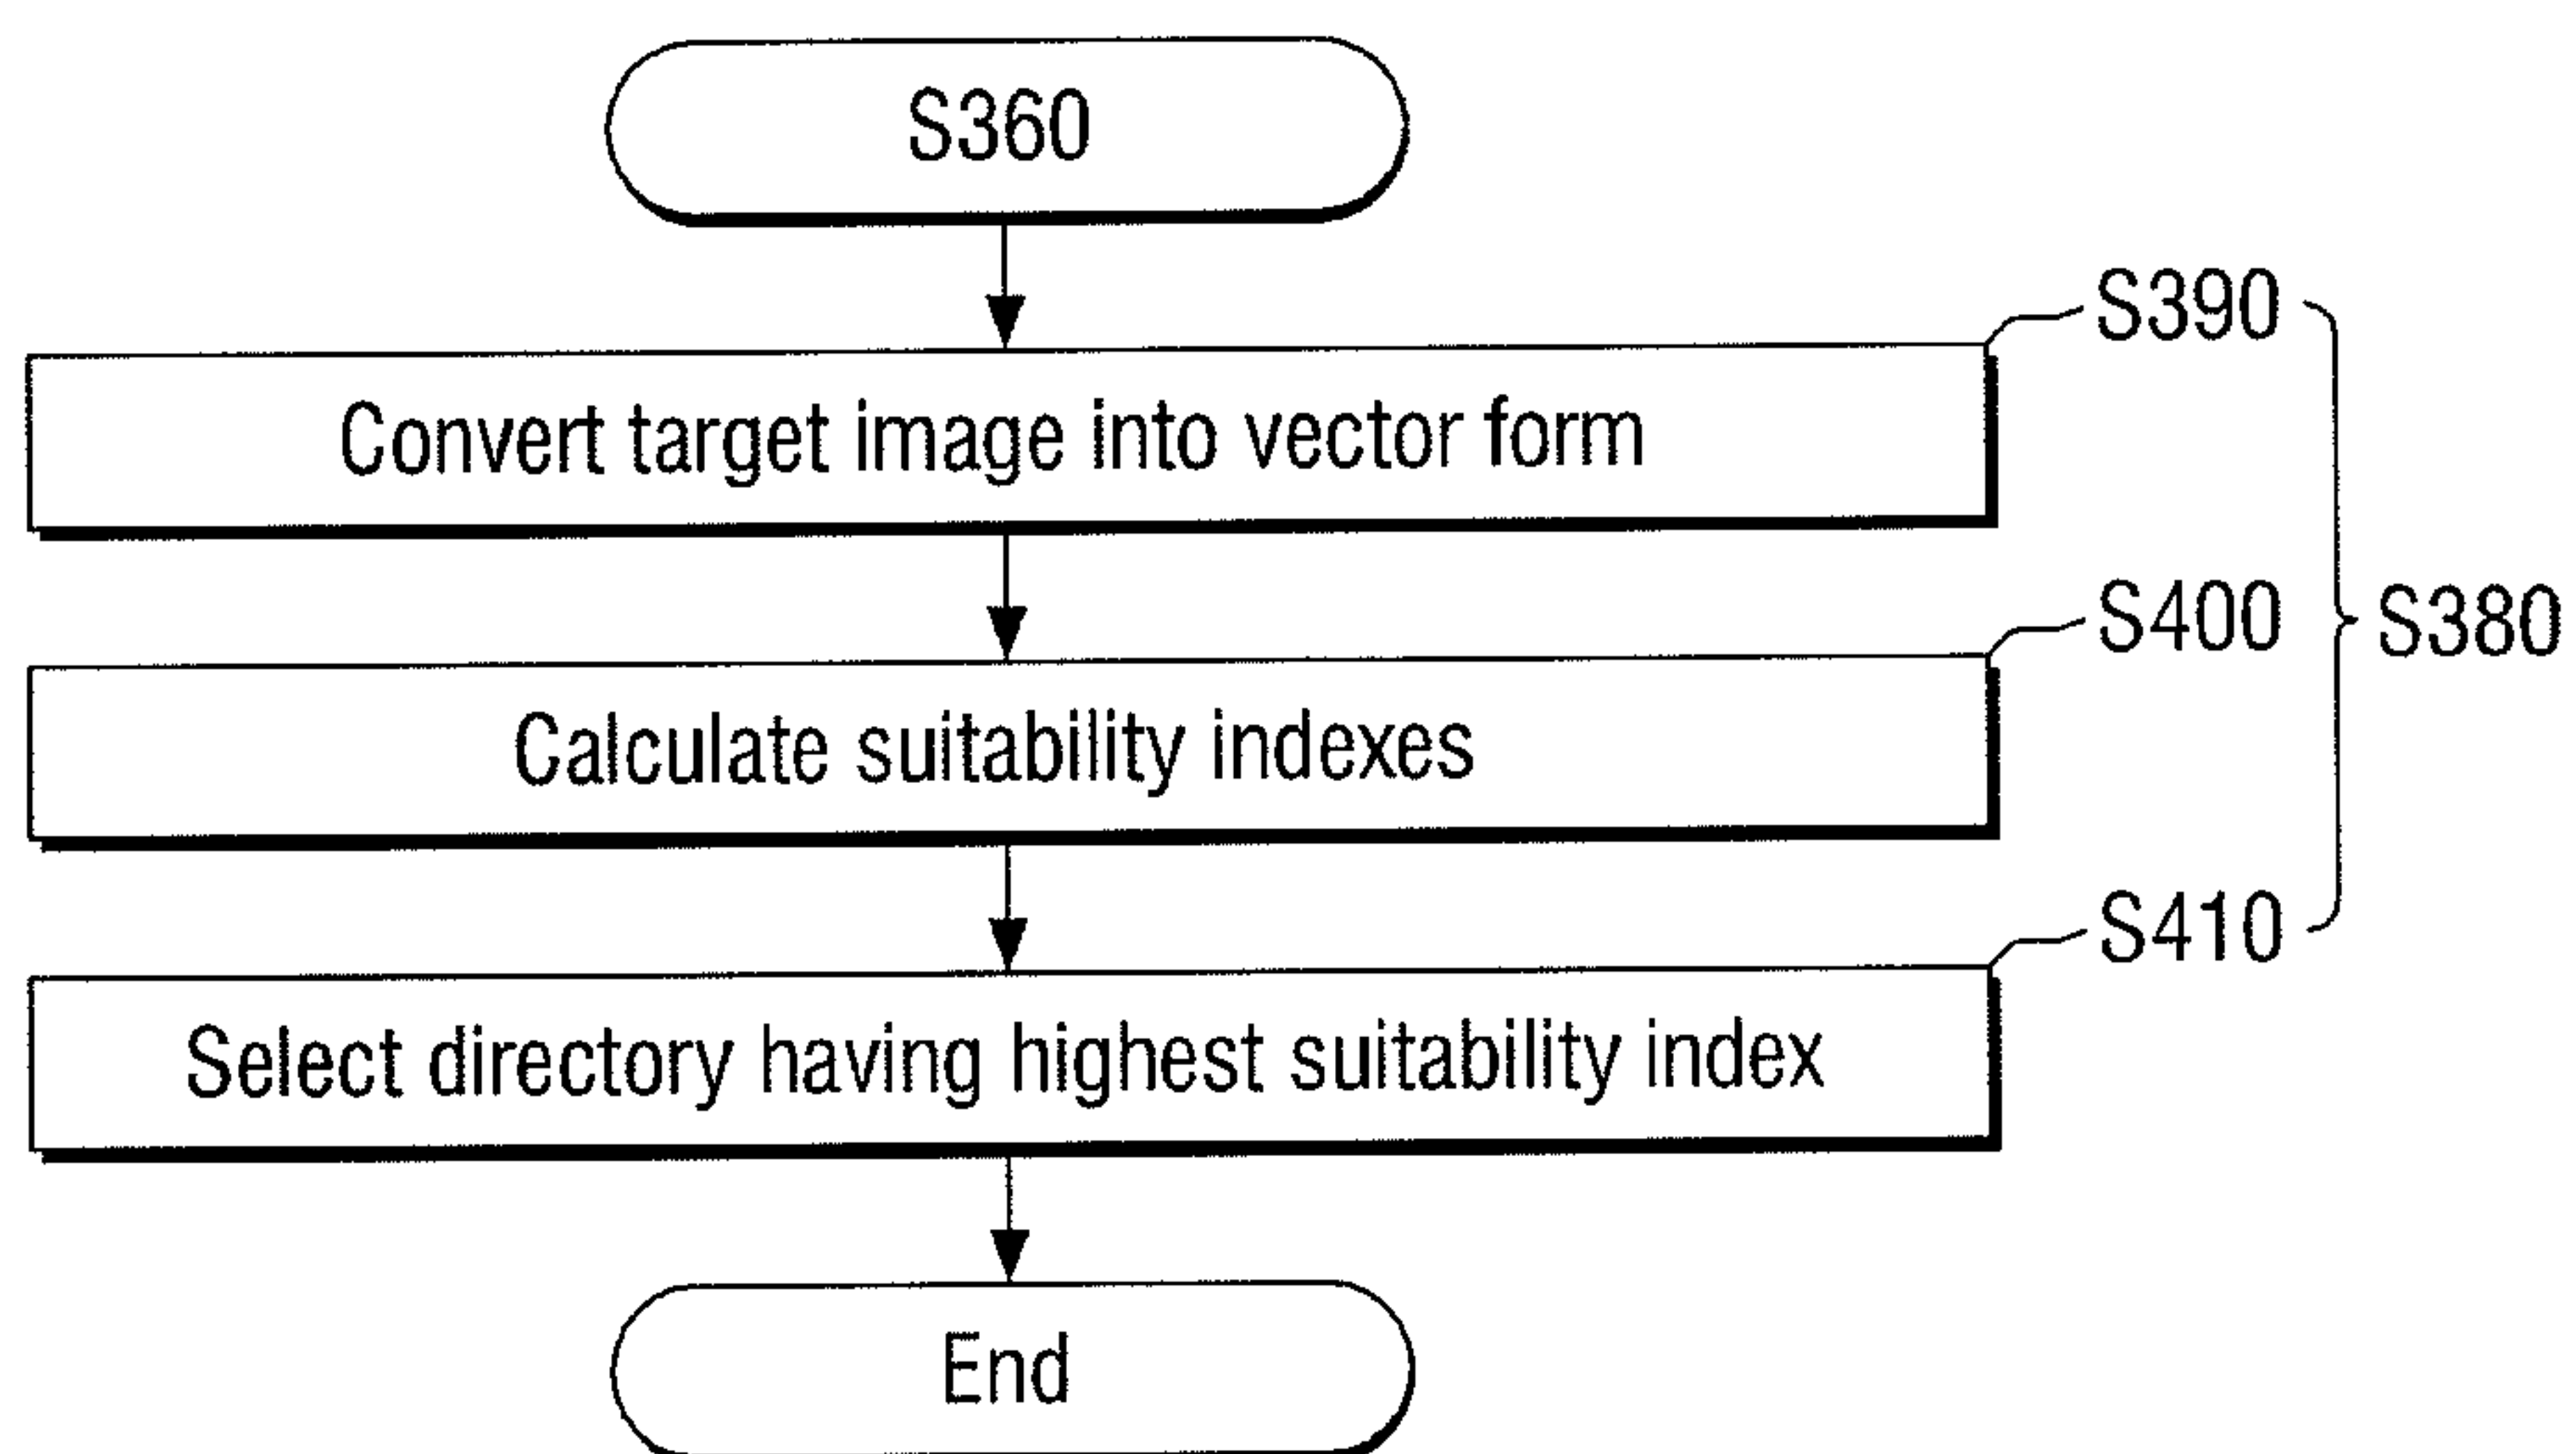 S360
S390
Convert target image into vector form
S400
S380
Calculate suitability indexes
S410
Select directory having highest suitability index
End